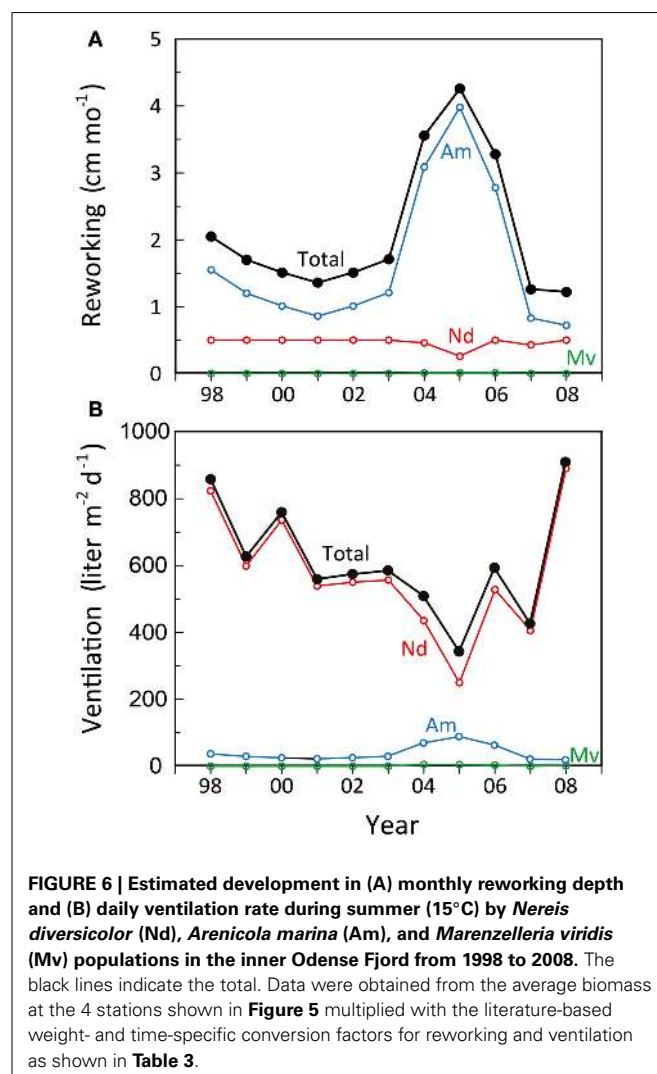 A
5
4
3
2
1
0
Reworking (cm mo⁻¹)
Total
Am
Nd
Mv
98 00 02 04 06 08
B
1000
800
600
400
200
0
Ventilation (liter m⁻² d⁻¹)
Total
Nd
Am
Mv
98 00 02 04 06 08
Year
FIGURE 6 | Estimated development in (A) monthly reworking depth
and (B) daily ventilation rate during summer (15°C) by Nereis
diversicolor (Nd), Arenicola marina (Am), and Marenzelleria viridis
(Mv) populations in the inner Odense Fjord from 1998 to 2008. The
black lines indicate the total. Data were obtained from the average biomass
at the 4 stations shown in Figure 5 multiplied with the literature-based
weight- and time-specific conversion factors for reworking and ventilation
as shown in Table 3.